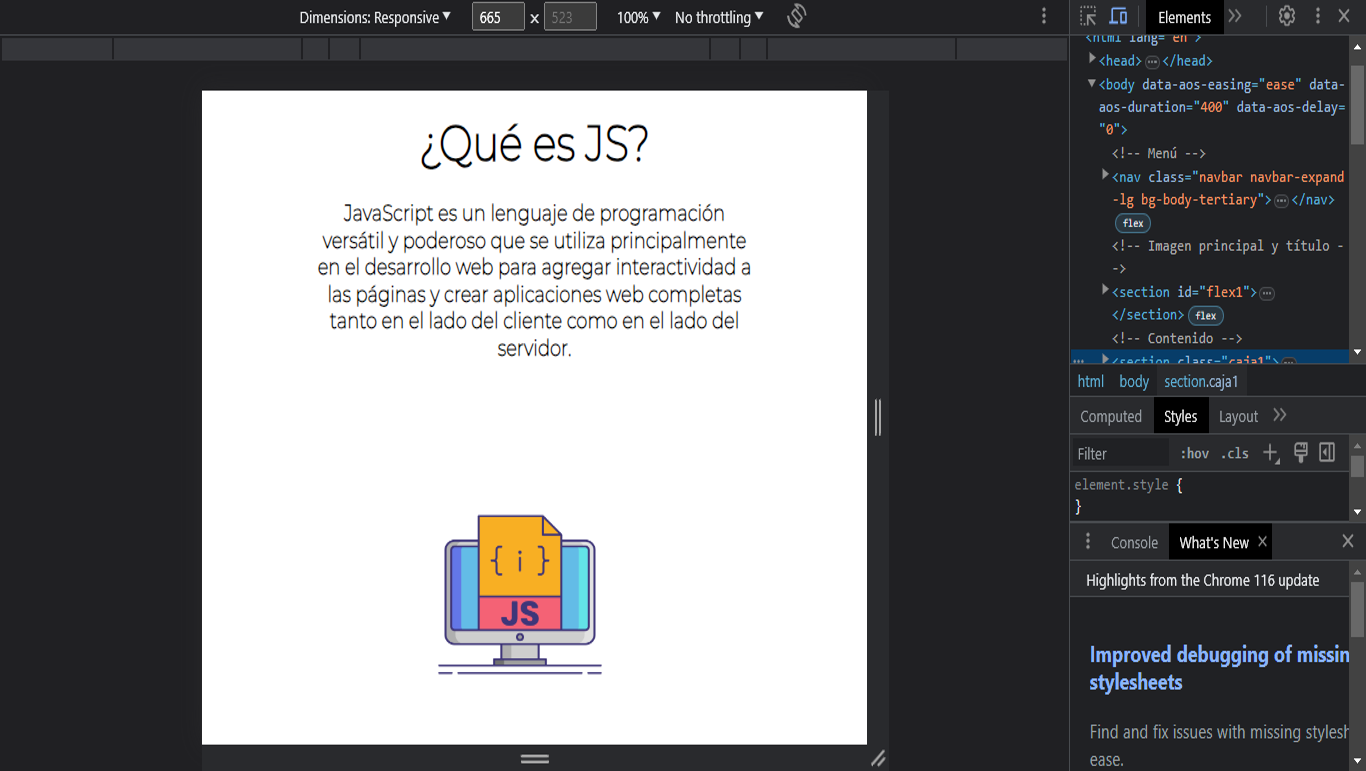 Dimensions: Responsive 665 x 523 100% No throttling
Elements
<html lang="en">
<head> ... </head>
<body data-aos-easing="ease" data-
aos-duration="400" data-aos-delay=
"0">
<!-- Menú -->
<nav class="navbar navbar-expand
-lg bg-body-tertiary"> ... </nav>
flex
<!-- Imagen principal y título -
->
<section id="flex1"> ...
</section> flex
<!-- Contenido -->
... <section class="caja1"> ...
html body section.caja1
Computed Styles Layout
Filter :hov .cls
element.style {
}
Console What's New
Highlights from the Chrome 116 update
Improved debugging of missin
stylesheets
Find and fix issues with missing stylesh
ease.
¿Qué es JS?
JavaScript es un lenguaje de programación
versátil y poderoso que se utiliza principalmente
en el desarrollo web para agregar interactividad a
las páginas y crear aplicaciones web completas
tanto en el lado del cliente como en el lado del
servidor.
{ i }
JS